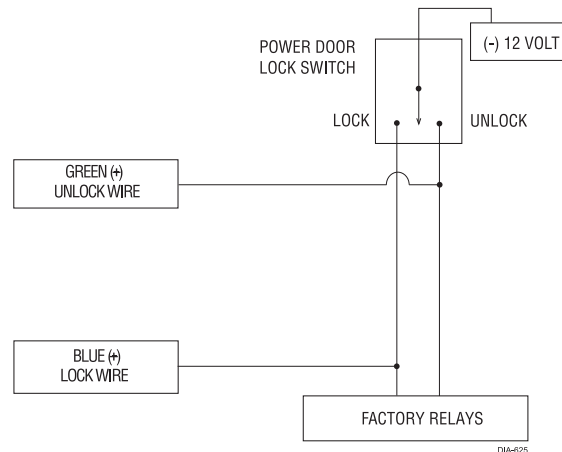 (-) 12 VOLT
POWER DOOR
LOCK SWITCH
LOCK
UNLOCK
GREEN (+)
UNLOCK WIRE
BLUE (+)
LOCK WIRE
FACTORY RELAYS
DIA-625